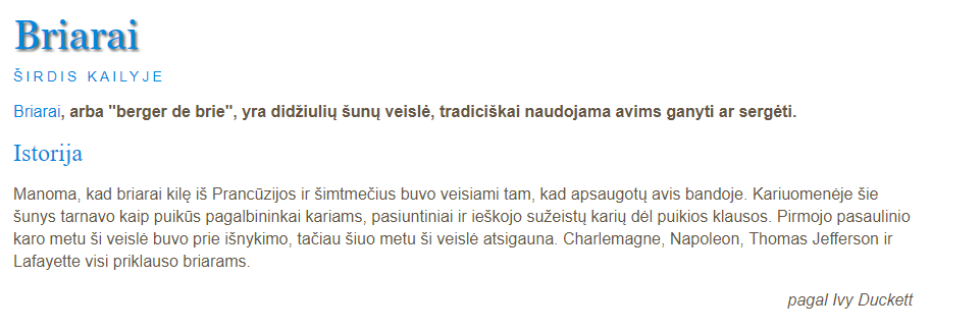 Briarai
ŠIRDIS KAILYJE
Briarai, arba "berger de brie", yra didžiulių šunų veislė, tradiciškai naudojama avims ganyti ar sergėti.
Istorija
Manoma, kad briarai kilę iš Prancūzijos ir šimtmečius buvo veisiami tam, kad apsaugotų avis bandoje. Kariuomenėje šie
šunys tarnavo kaip puikūs pagalbininkai kariams, pasiuntiniai ir ieškojo sužeistų karių dėl puikios klausos. Pirmojo pasaulinio
karo metu ši veislė buvo prie išnykimo, tačiau šiuo metu ši veislė atsigauna. Charlemagne, Napoleon, Thomas Jefferson ir
Lafayette visi priklauso briarams.
pagal Ivy Duckett